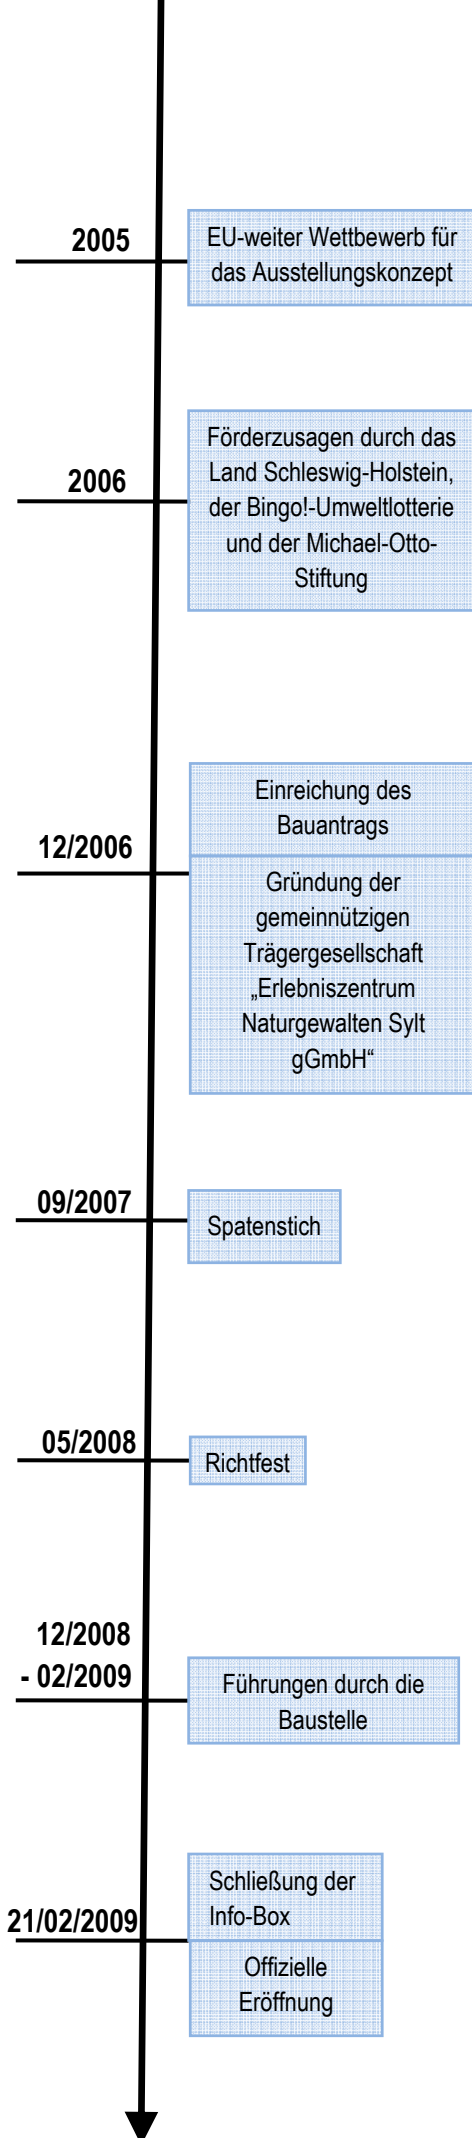 2005
EU-weiter Wettbewerb für
das Ausstellungskonzept
2006
Förderzusagen durch das
Land Schleswig-Holstein,
der Bingo!-Umweltlotterie
und der Michael-Otto-
Stiftung
12/2006
Einreichung des
Bauantrags
Gründung der
gemeinnützigen
Trägergesellschaft
„Erlebniszentrum
Naturgewalten Sylt
gGmbH“
09/2007
Spatenstich
05/2008
Richtfest
12/2008
- 02/2009
Führungen durch die
Baustelle
21/02/2009
Schließung der
Info-Box
Offizielle
Eröffnung